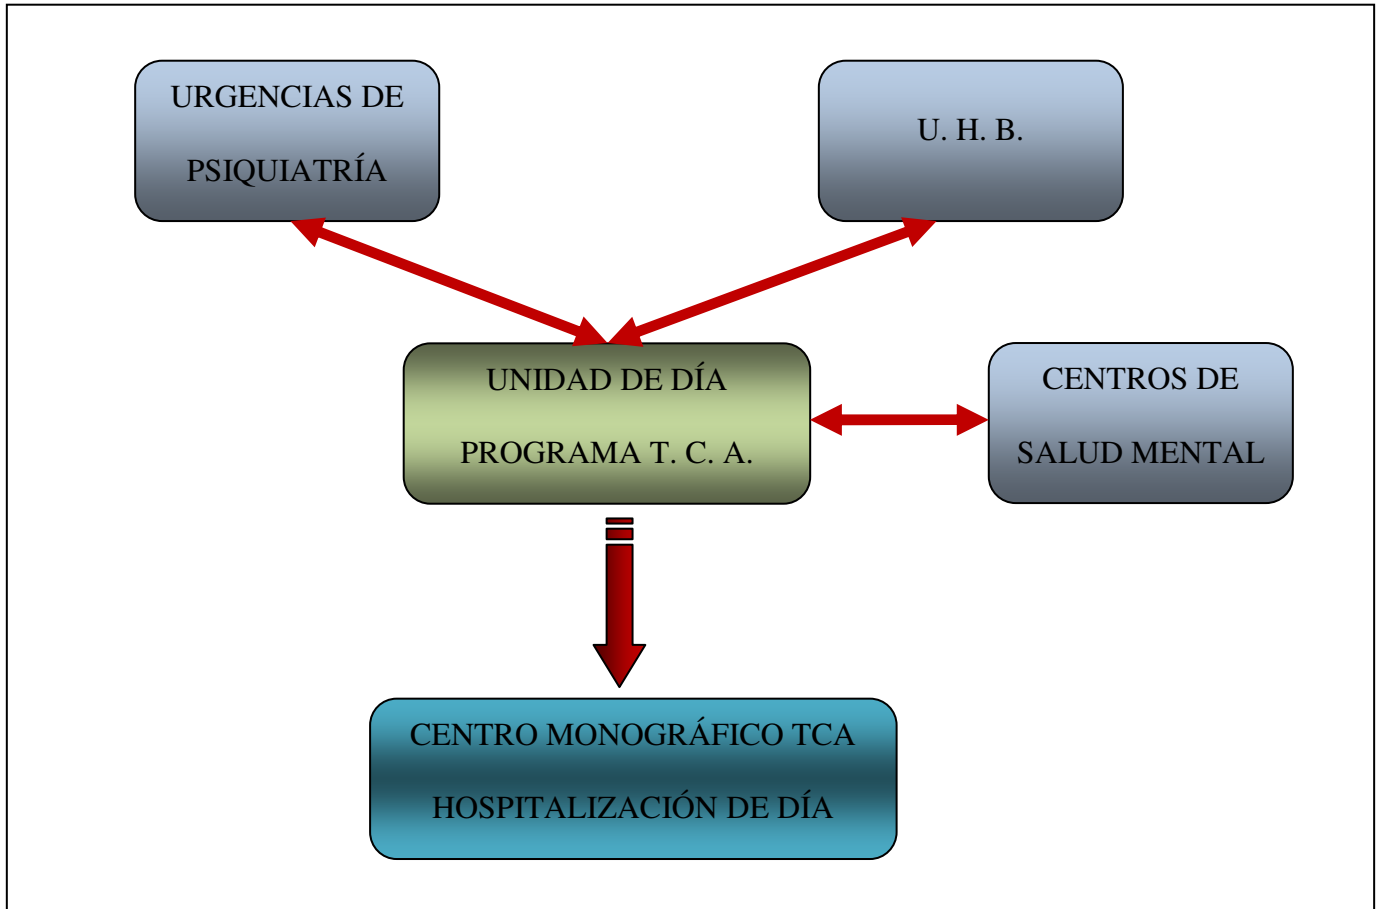 URGENCIAS DE
PSIQUIATRÍA
U. H. B.
UNIDAD DE DÍA
PROGRAMA T. C. A.
CENTROS DE
SALUD MENTAL
CENTRO MONOGRÁFICO TCA
HOSPITALIZACIÓN DE DÍA